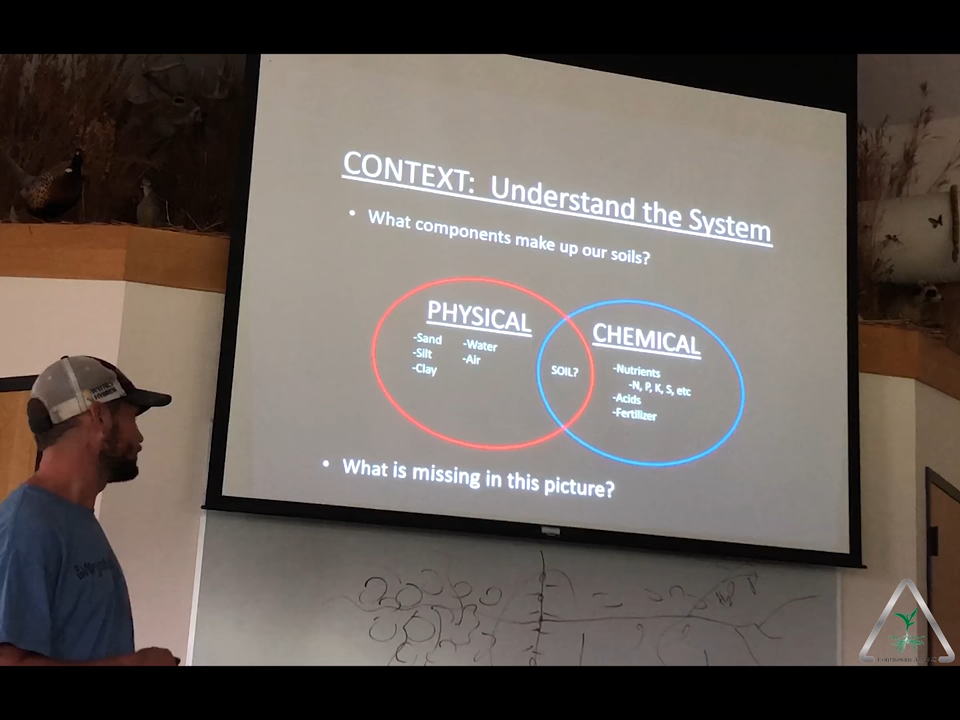 CONTEXT: Understand the System
• What components make up our soils?
PHYSICAL
-Sand -Water
-Silt -Air
-Clay
SOIL?
CHEMICAL
-Nutrients
-N, P, K, S, etc
-Acids
-Fertilizer
• What is missing in this picture?